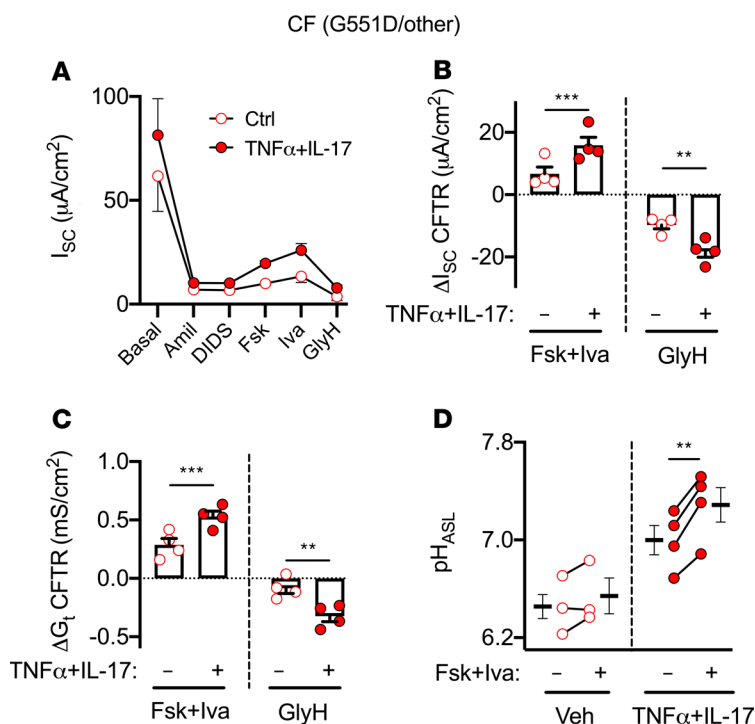 CF (G551D/other)
A
I_SC (μA/cm²)
100
50
0
Ctrl
TNFα+IL-17
Basal
Amil
DIDS
Fsk
Iva
GlyH
B
ΔI_SC CFTR (μA/cm²)
20
0
-20
***
**
TNFα+IL-17: – + – +
Fsk+Iva GlyH
C
ΔG_t CFTR (mS/cm²)
1.0
0.5
0.0
-0.5
***
**
TNFα+IL-17: – + – +
Fsk+Iva GlyH
D
pH_ASL
7.8
7.0
6.2
**
Fsk+Iva: – + – +
Veh TNFα+IL-17